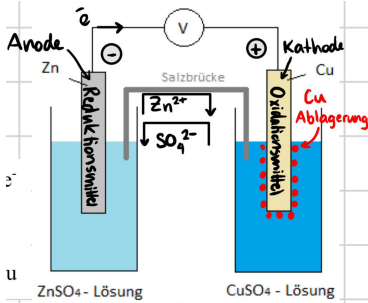 ē
V
Anode
⊖
⊕
Kathode
Zn
Cu
Salzbrücke
Reduktionsmittel
Zn²⁺
SO₄²⁻
Oxidationsmittel
Cu
Ablagerung
e⁻
u
ZnSO₄ - Lösung
CuSO₄ - Lösung